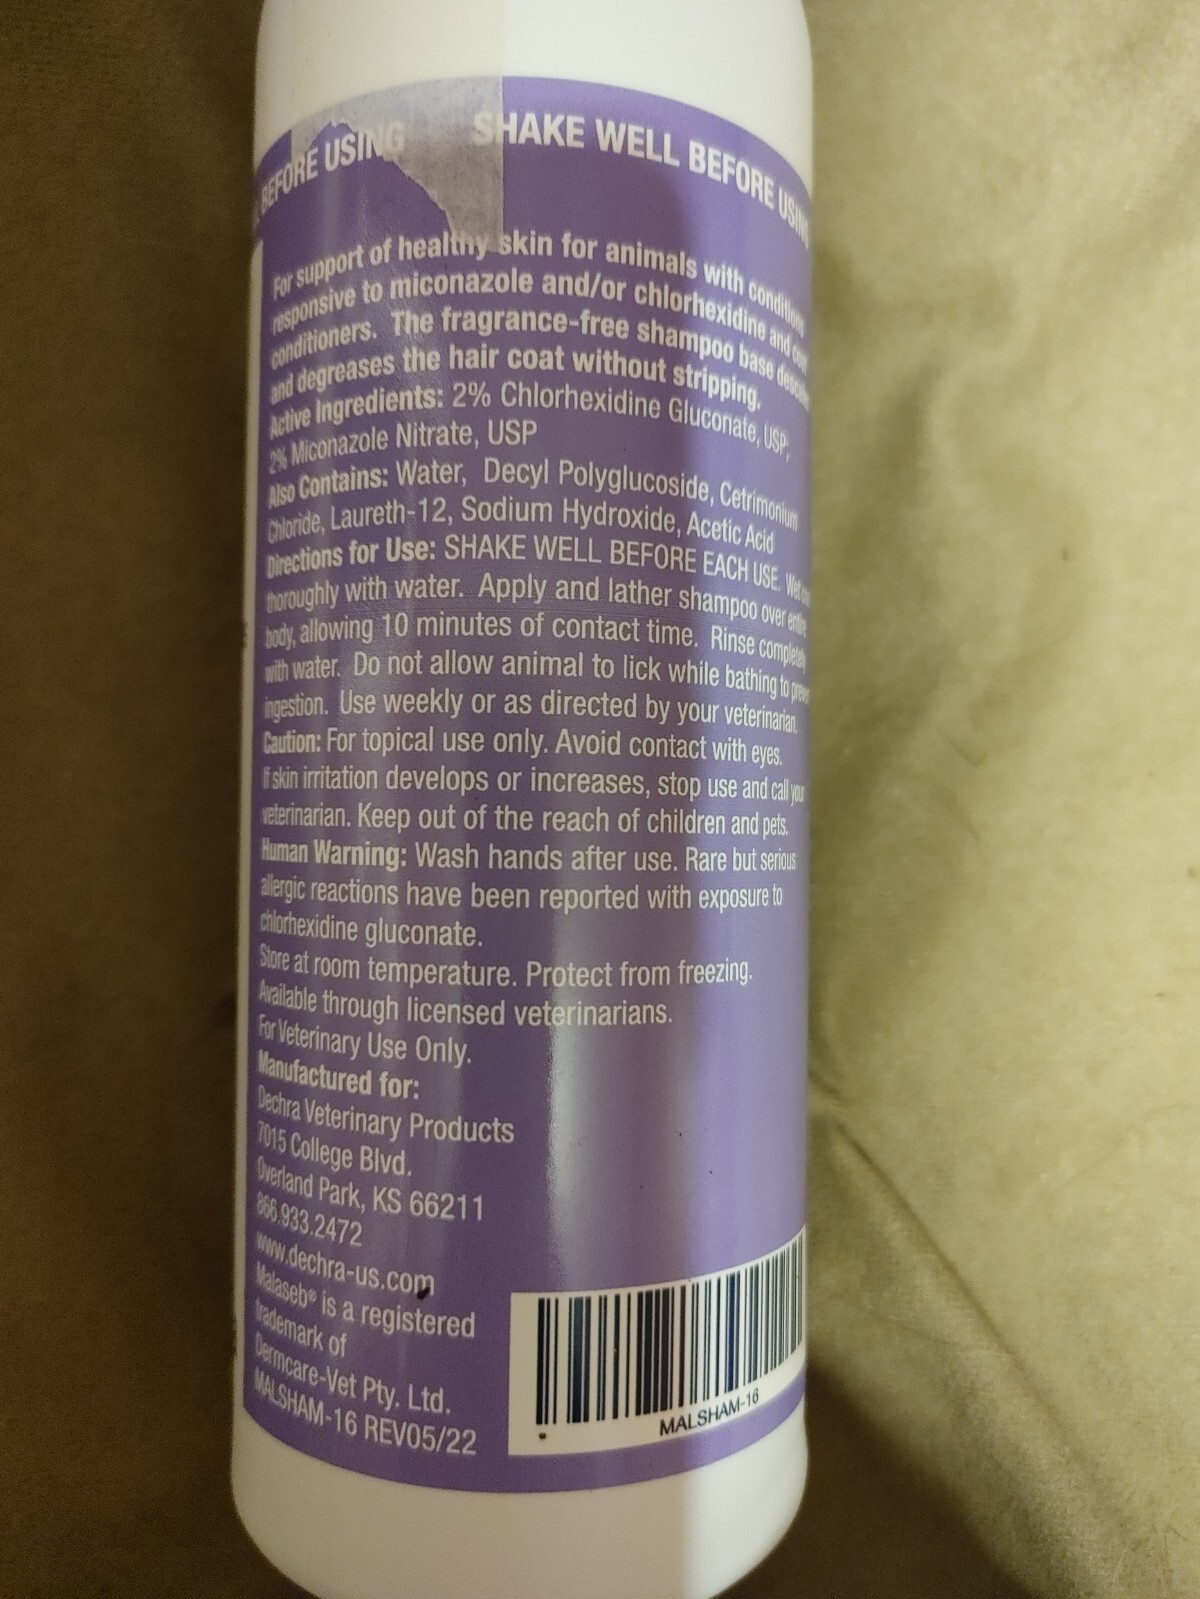 BEFORE USING SHAKE WELL BEFORE USING
For support of healthy skin for animals with conditions
responsive to miconazole and/or chlorhexidine and coat
conditioners. The fragrance-free shampoo base
and degreases the hair coat without stripping.
Active Ingredients: 2% Chlorhexidine Gluconate, USP;
2% Miconazole Nitrate, USP
Also Contains: Water, Decyl Polyglucoside, Cetrimonium
Chloride, Laureth-12, Sodium Hydroxide, Acetic Acid
Directions for Use: SHAKE WELL BEFORE EACH USE. Wet
thoroughly with water. Apply and lather shampoo over entire
body, allowing 10 minutes of contact time. Rinse completely
with water. Do not allow animal to lick while bathing to prevent
ingestion. Use weekly or as directed by your veterinarian.
Caution: For topical use only. Avoid contact with eyes.
If skin irritation develops or increases, stop use and call your
veterinarian. Keep out of the reach of children and pets.
Human Warning: Wash hands after use. Rare but serious
allergic reactions have been reported with exposure to
chlorhexidine gluconate.
Store at room temperature. Protect from freezing.
Available through licensed veterinarians.
For Veterinary Use Only.
Manufactured for:
Dechra Veterinary Products
7015 College Blvd.
Overland Park, KS 66211
866.933.2472
www.dechra-us.com
Malaseb® is a registered
trademark of
Dermcare-Vet Pty. Ltd.
MALSHAM-16 REV05/22
MALSHAM-16